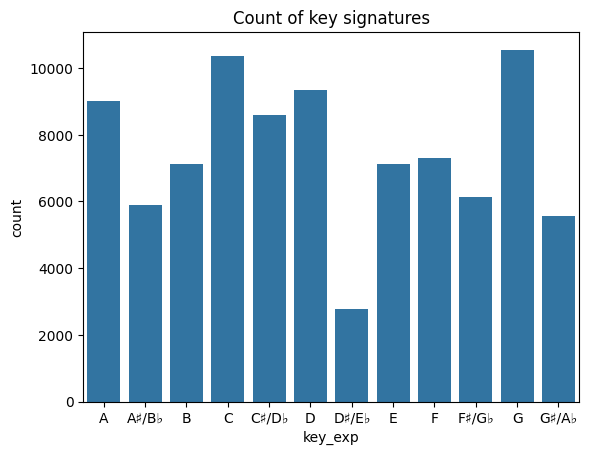 Count of key signatures
10000
8000
6000
4000
2000
0
count
A A♯/B♭ B C C♯/D♭ D D♯/E♭ E F F♯/G♭ G G♯/A♭
key_exp